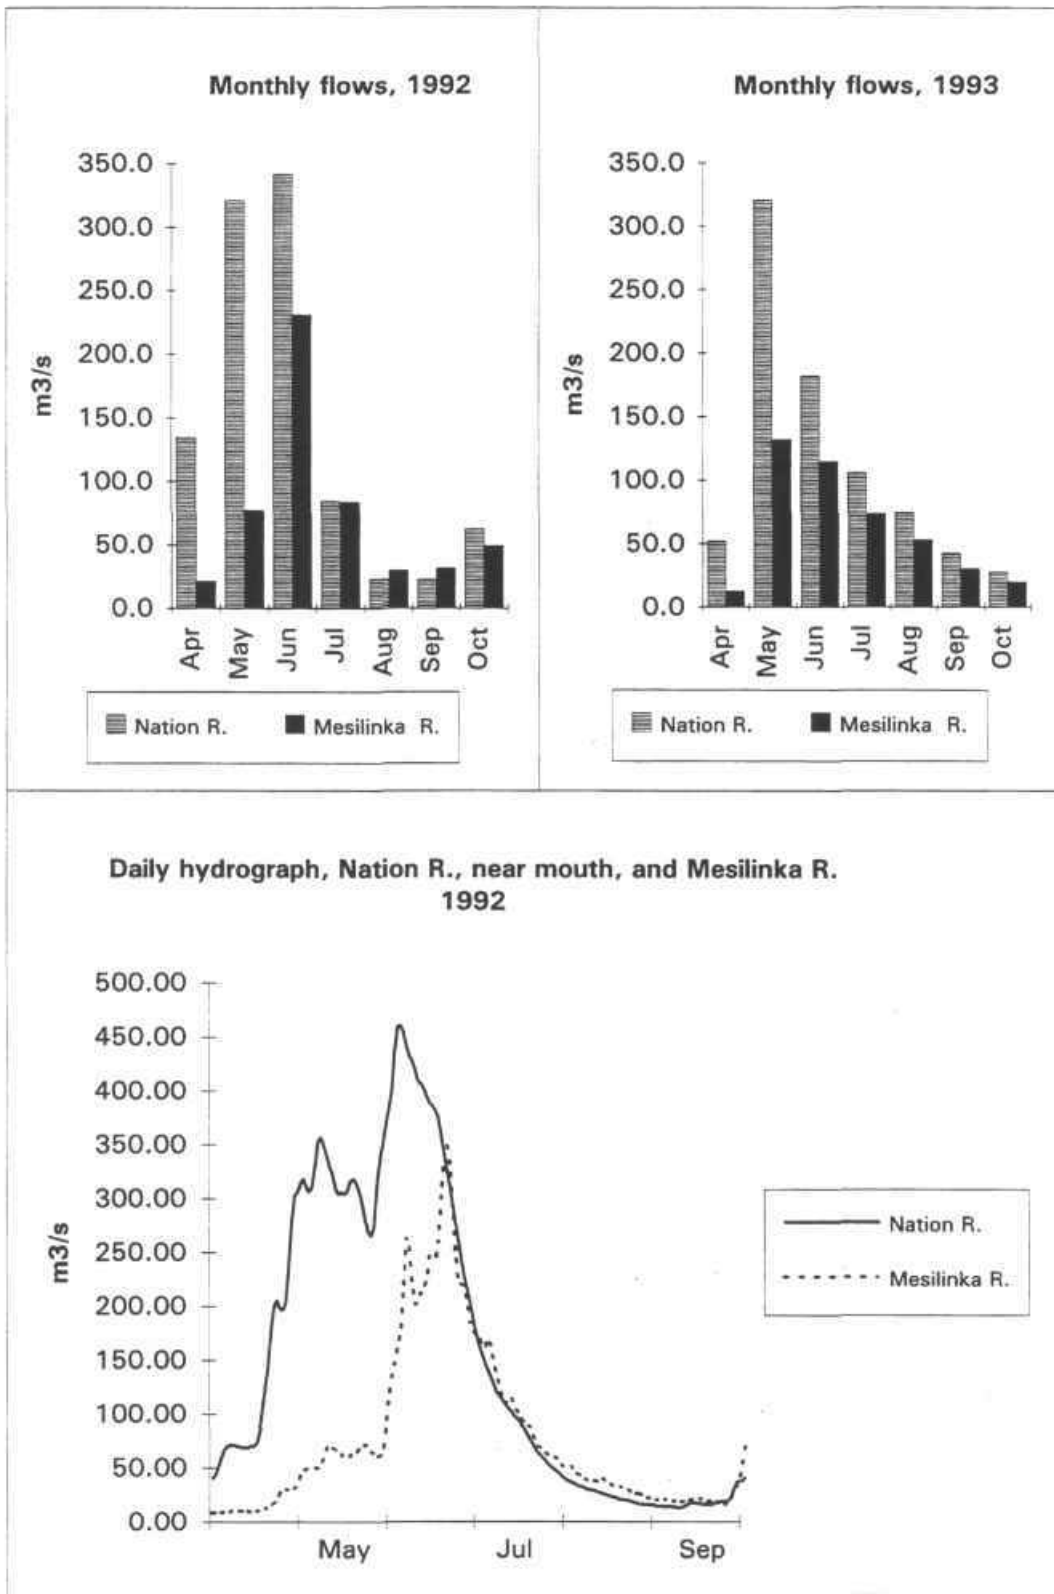 Monthly flows, 1992
350.0
300.0
250.0
200.0
150.0
100.0
50.0
0.0
m3/s
Apr
May
Jun
Jul
Aug
Sep
Oct
Nation R.
Mesilinka R.
Monthly flows, 1993
350.0
300.0
250.0
200.0
150.0
100.0
50.0
0.0
m3/s
Apr
May
Jun
Jul
Aug
Sep
Oct
Nation R.
Mesilinka R.
Daily hydrograph, Nation R., near mouth, and Mesilinka R.
1992
500.00
450.00
400.00
350.00
300.00
250.00
200.00
150.00
100.00
50.00
0.00
m3/s
May
Jul
Sep
Nation R.
Mesilinka R.